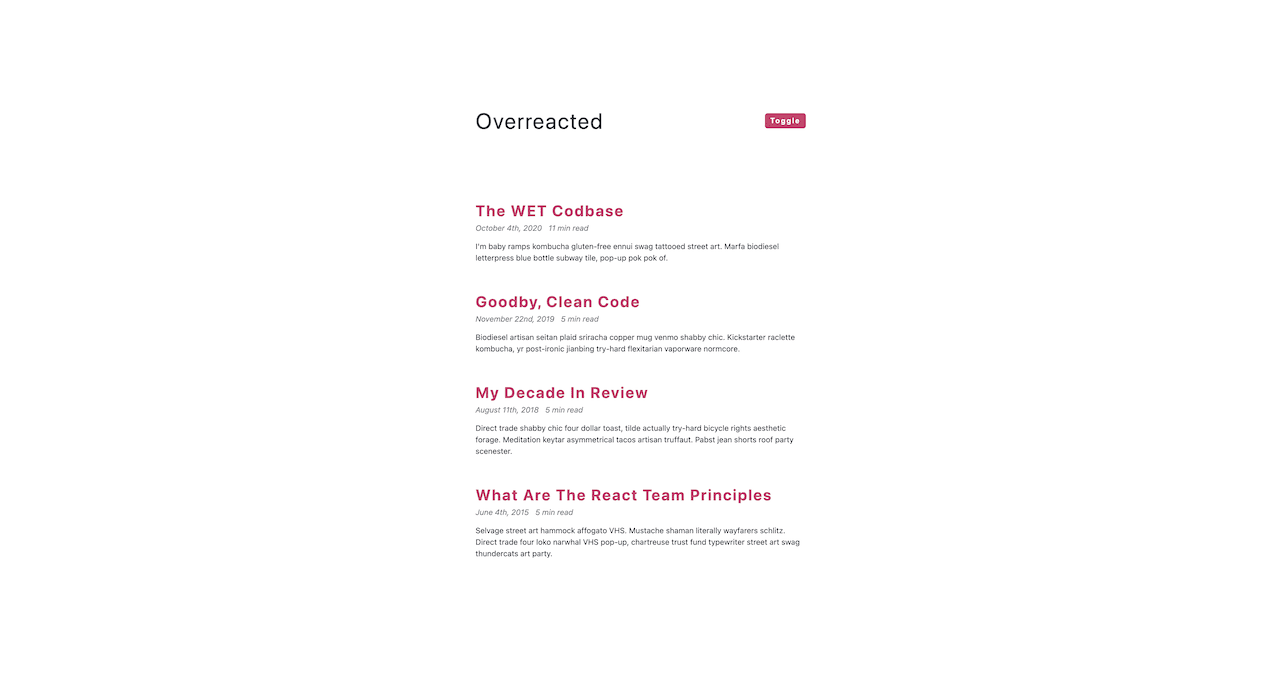 Overreacted
Toggle
The WET Codbase
October 4th, 2020 11 min read
I'm baby ramps kombucha gluten-free ennui swag tattooed street art. Marfa biodiesel
letterpress blue bottle subway tile, pop-up pok pok of.
Goodby, Clean Code
November 22nd, 2019 5 min read
Biodiesel artisan seitan plaid sriracha copper mug venmo shabby chic. Kickstarter raclette
kombucha, yr post-ironic jianbing try-hard flexitarian vaporware normcore.
My Decade In Review
August 11th, 2018 5 min read
Direct trade shabby chic four dollar toast, tilde actually try-hard bicycle rights aesthetic
forage. Meditation keytar asymmetrical tacos artisan truffaut. Pabst jean shorts roof party
scenester.
What Are The React Team Principles
June 4th, 2015 5 min read
Selvage street art hammock affogato VHS. Mustache shaman literally wayfarers schlitz.
Direct trade four loko narwhal VHS pop-up, chartreuse trust fund typewriter street art swag
thundercats art party.